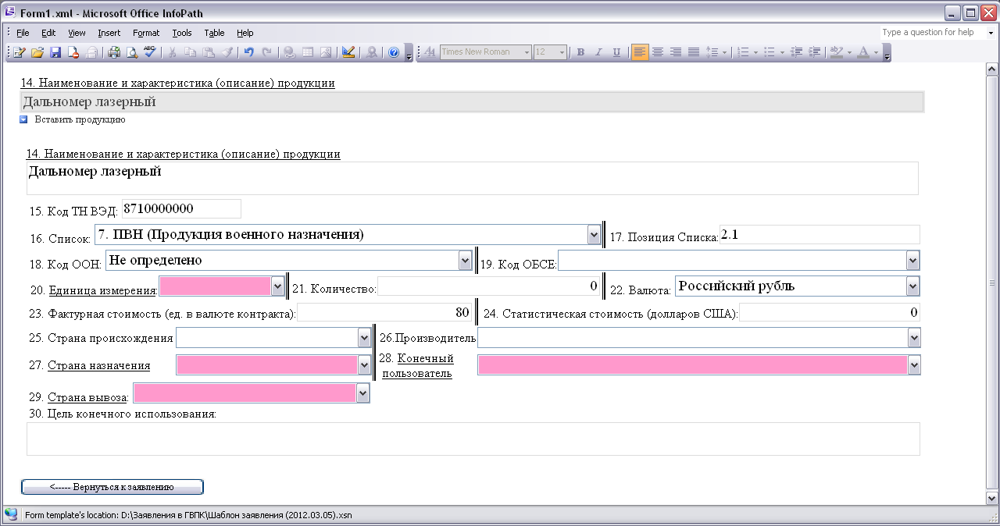 Form1.xml - Microsoft Office InfoPath
File Edit View Insert Format Tools Table Help
Type a question for help
Times New Roman 12 B I U
14. Наименование и характеристика (описание) продукции
Дальномер лазерный
Вставить продукцию
14. Наименование и характеристика (описание) продукции
Дальномер лазерный
15. Код ТН ВЭД: 8710000000
16. Список: 7. ПВН (Продукция военного назначения) 17. Позиция Списка: 2.1
18. Код ООН: Не определено 19. Код ОБСЕ:
20. Единица измерения: 21. Количество: 0 22. Валюта: Российский рубль
23. Фактурная стоимость (ед. в валюте контракта): 80 24. Статистическая стоимость (долларов США): 0
25. Страна происхождения 26.Производитель
27. Страна назначения 28. Конечный
пользователь
29. Страна вывоза:
30. Цель конечного использования:
<----- Вернуться к заявлению
Form template's location: D:\Заявления в ГВПК\Шаблон заявления (2012.03.05).xsn